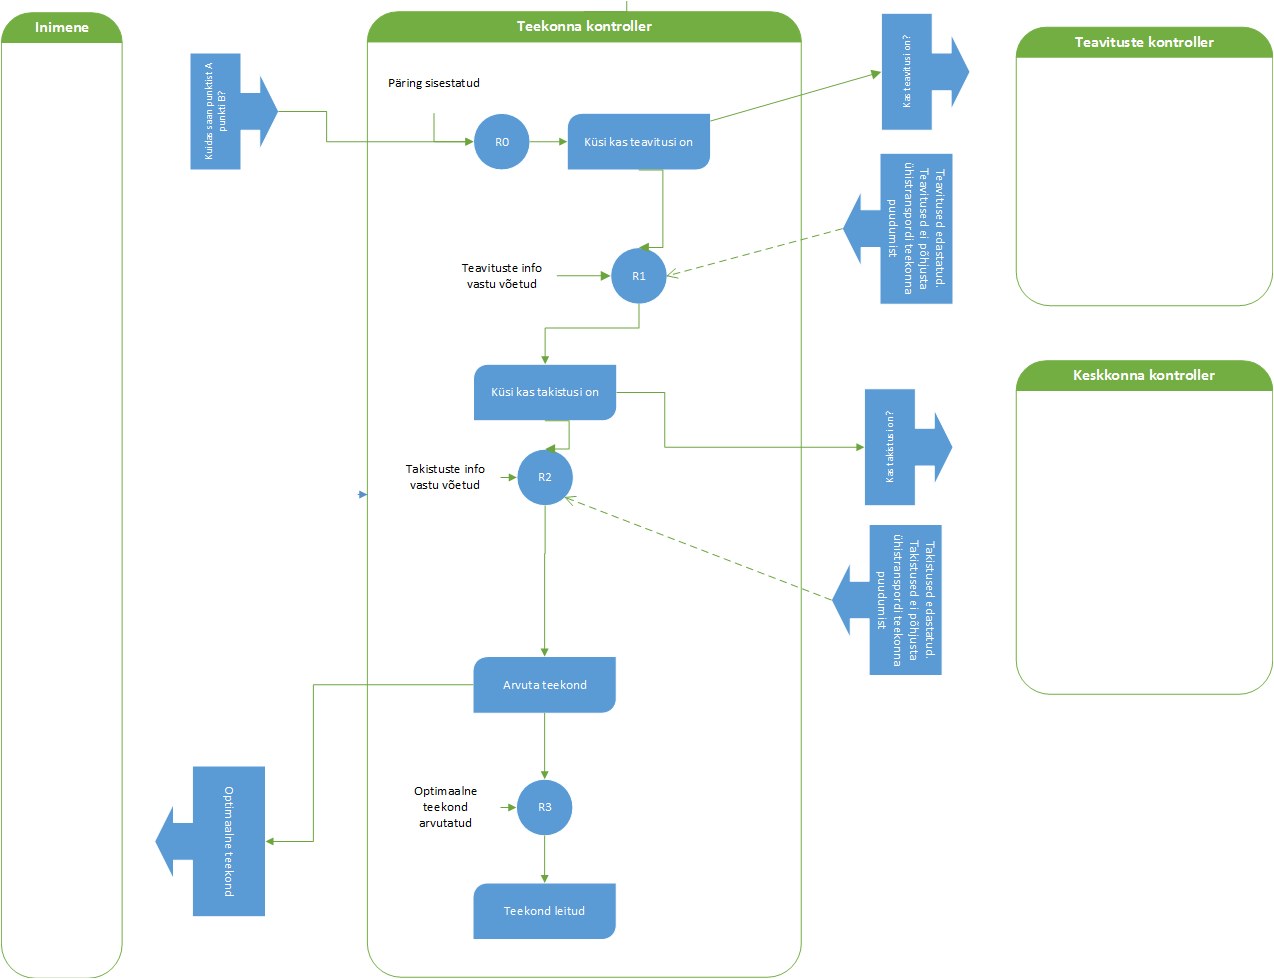 Inimene
Teekonna kontroller
Teavituste kontroller
Kuidas saan punktist A
punkti B?
Päring sisestatud
R0
Küsi kas teavitusi on
Kas teavitusi on?
Teavitused edastatud.
Teavitused ei põhjusta
ühistranspordi teekonna
puudumist
Teavituste info
vastu võetud
R1
Keskkonna kontroller
Küsi kas takistusi on
Kas takistusi on?
Takistuste info
vastu võetud
R2
Takistused edastatud.
Takistused ei põhjusta
ühistranspordi teekonna
puudumist
Arvuta teekond
Optimaalne teekond
Optimaalne
teekond
arvutatud
R3
Teekond leitud